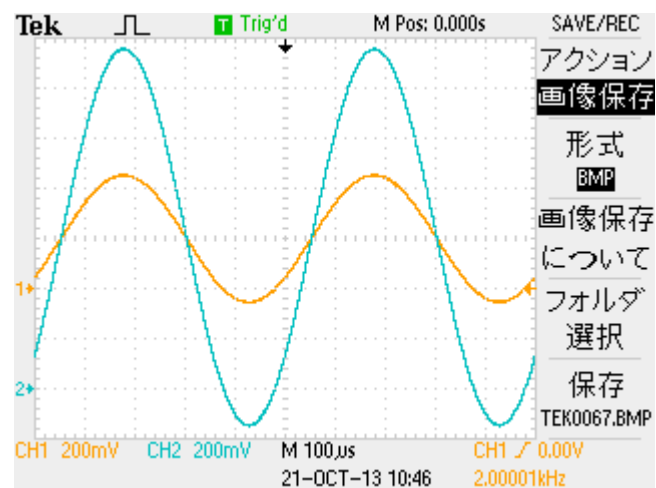 Tek T Trig'd M Pos: 0.000s SAVE/REC
アクション
画像保存
形式
BMP
画像保存
について
フォルダ
選択
保存
TEK0067.BMP
1
2
CH1 200mV CH2 200mV M 100µs CH1 0.00V
21-OCT-13 10:46 2.00001kHz